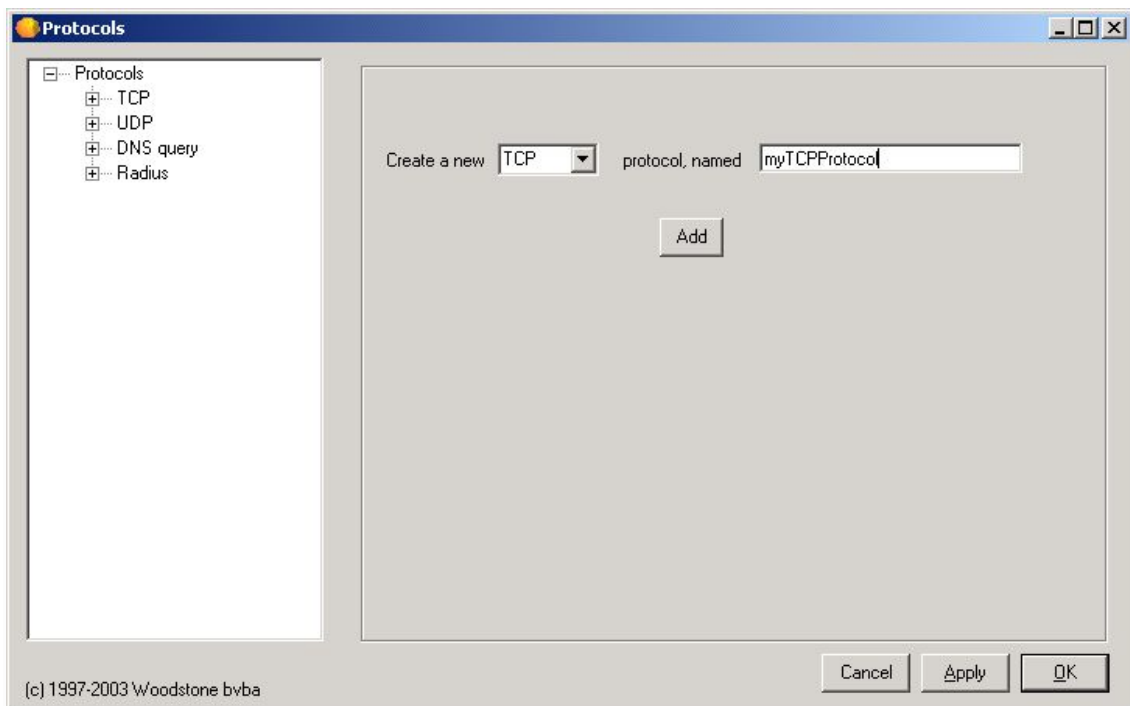 Protocols
Protocols
TCP
UDP
DNS query
Radius
Create a new TCP protocol, named myTCPProtocol
Add
Cancel Apply OK
(c) 1997-2003 Woodstone bvba